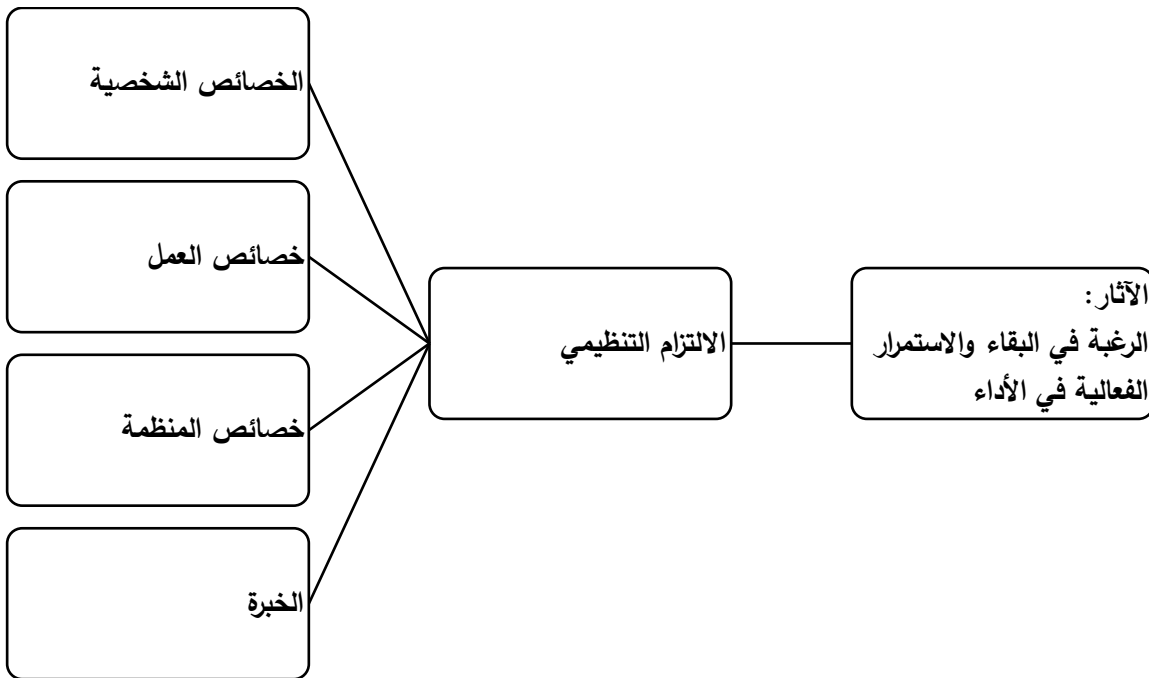 الخصائص الشخصية
خصائص العمل
خصائص المنظمة
الخبرة
الالتزام التنظيمي
الآثار:
الرغبة في البقاء والاستمرار
الفعالية في الأداء